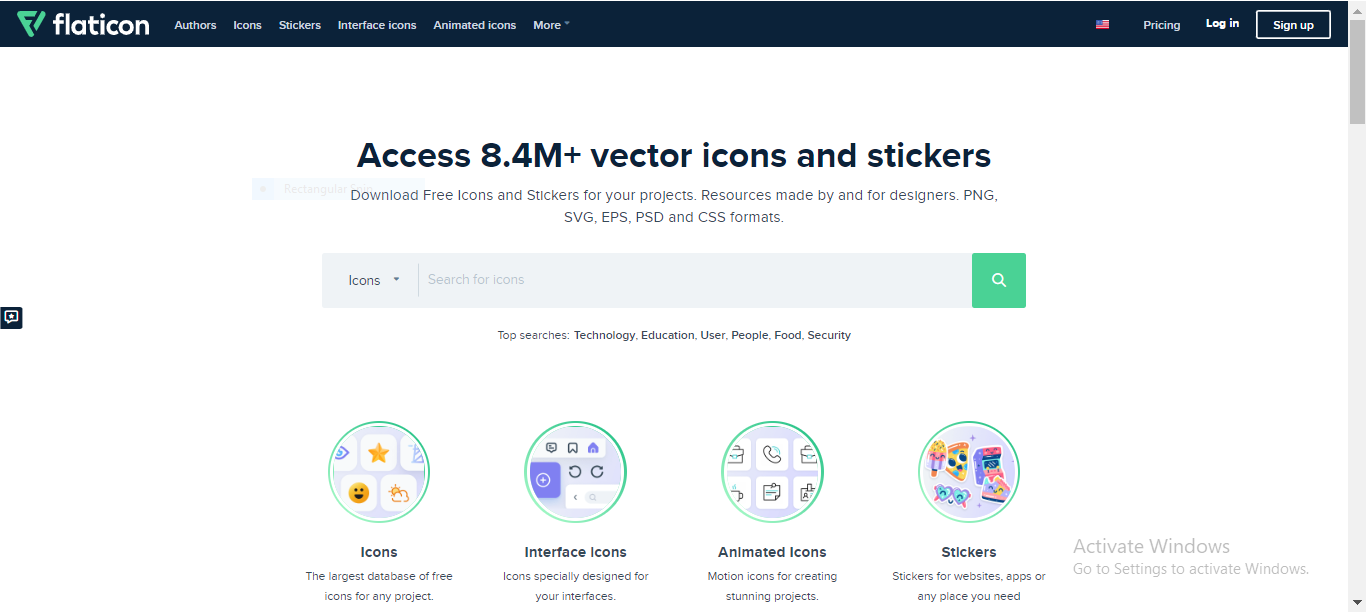 flaticon
Authors Icons Stickers Interface icons Animated icons More
Pricing Log in Sign up
Access 8.4M+ vector icons and stickers
Rectangular Snip
Download Free Icons and Stickers for your projects. Resources made by and for designers. PNG,
SVG, EPS, PSD and CSS formats.
Icons Search for icons
Top searches: Technology, Education, User, People, Food, Security
Icons
The largest database of free
icons for any project.
Interface Icons
Icons specially designed for
your interfaces.
Animated Icons
Motion icons for creating
stunning projects.
Stickers
Stickers for websites, apps or
any place you need
Activate Windows
Go to Settings to activate Windows.